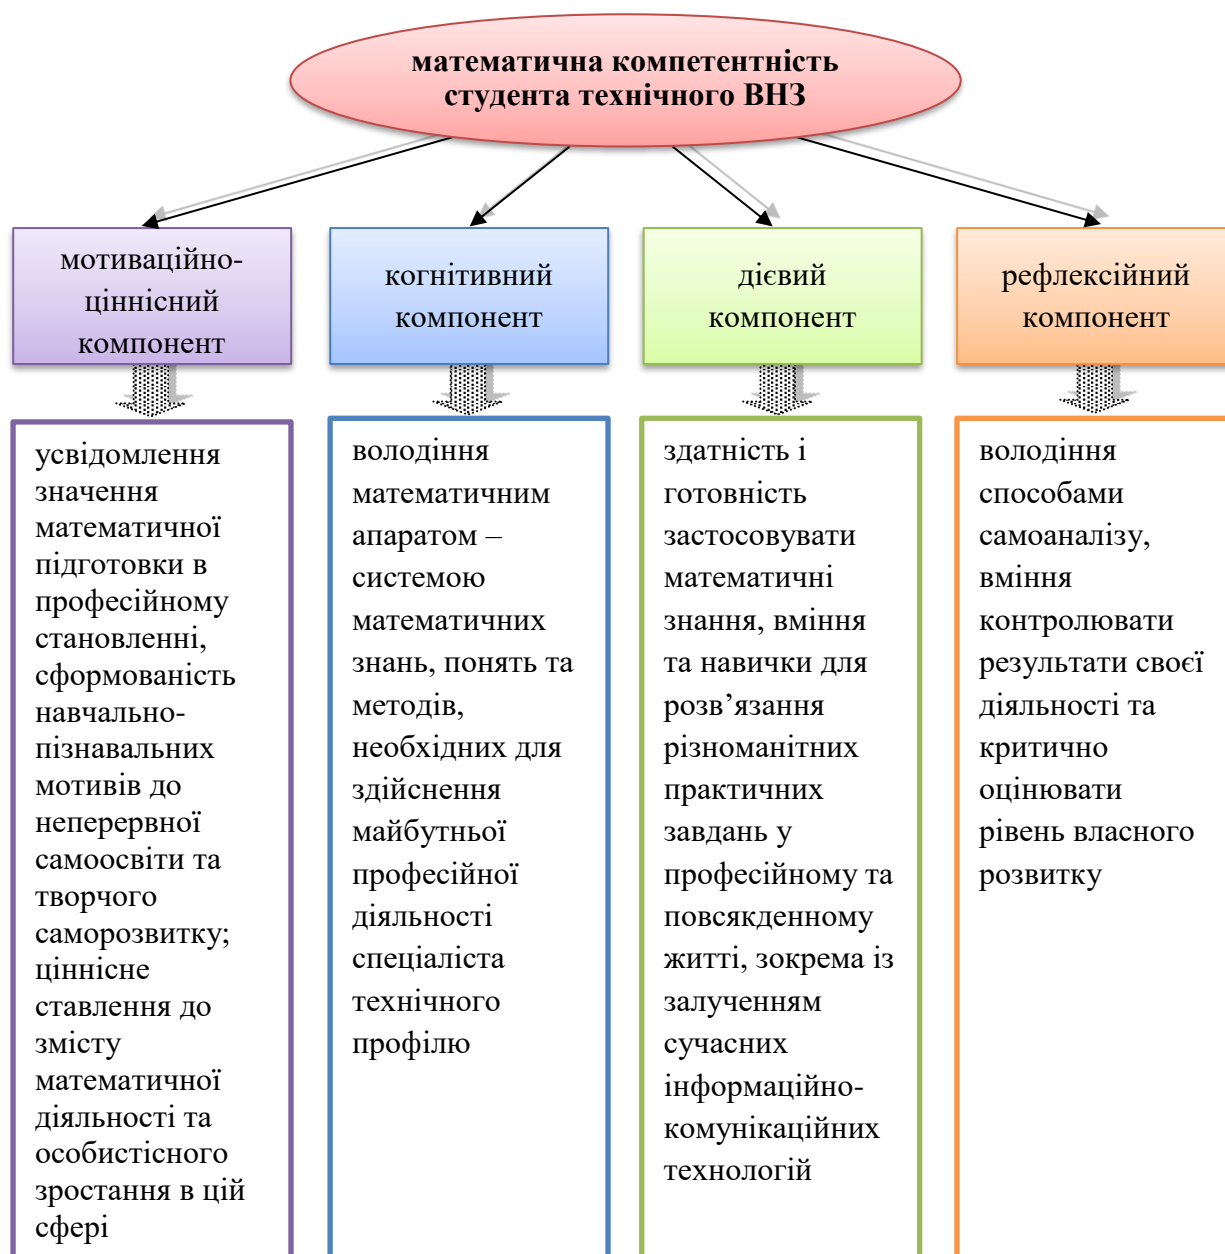 математична компетентність
студента технічного ВНЗ
мотиваційно-
ціннісний
компонент
когнітивний
компонент
дієвий
компонент
рефлексійний
компонент
усвідомлення
значення
математичної
підготовки в
професійному
становленні,
сформованість
навчально-
пізнавальних
мотивів до
неперервної
самоосвіти та
творчого
саморозвитку;
ціннісне
ставлення до
змісту
математичної
діяльності та
особистісного
зростання в цій
сфері
володіння
математичним
апаратом –
системою
математичних
знань, понять та
методів,
необхідних для
здійснення
майбутньої
професійної
діяльності
спеціаліста
технічного
профілю
здатність і
готовність
застосовувати
математичні
знання, вміння
та навички для
розв’язання
різноманітних
практичних
завдань у
професійному та
повсякденному
житті, зокрема із
залученням
сучасних
інформаційно-
комунікаційних
технологій
володіння
способами
самоаналізу,
вміння
контролювати
результати своєї
діяльності та
критично
оцінювати
рівень власного
розвитку